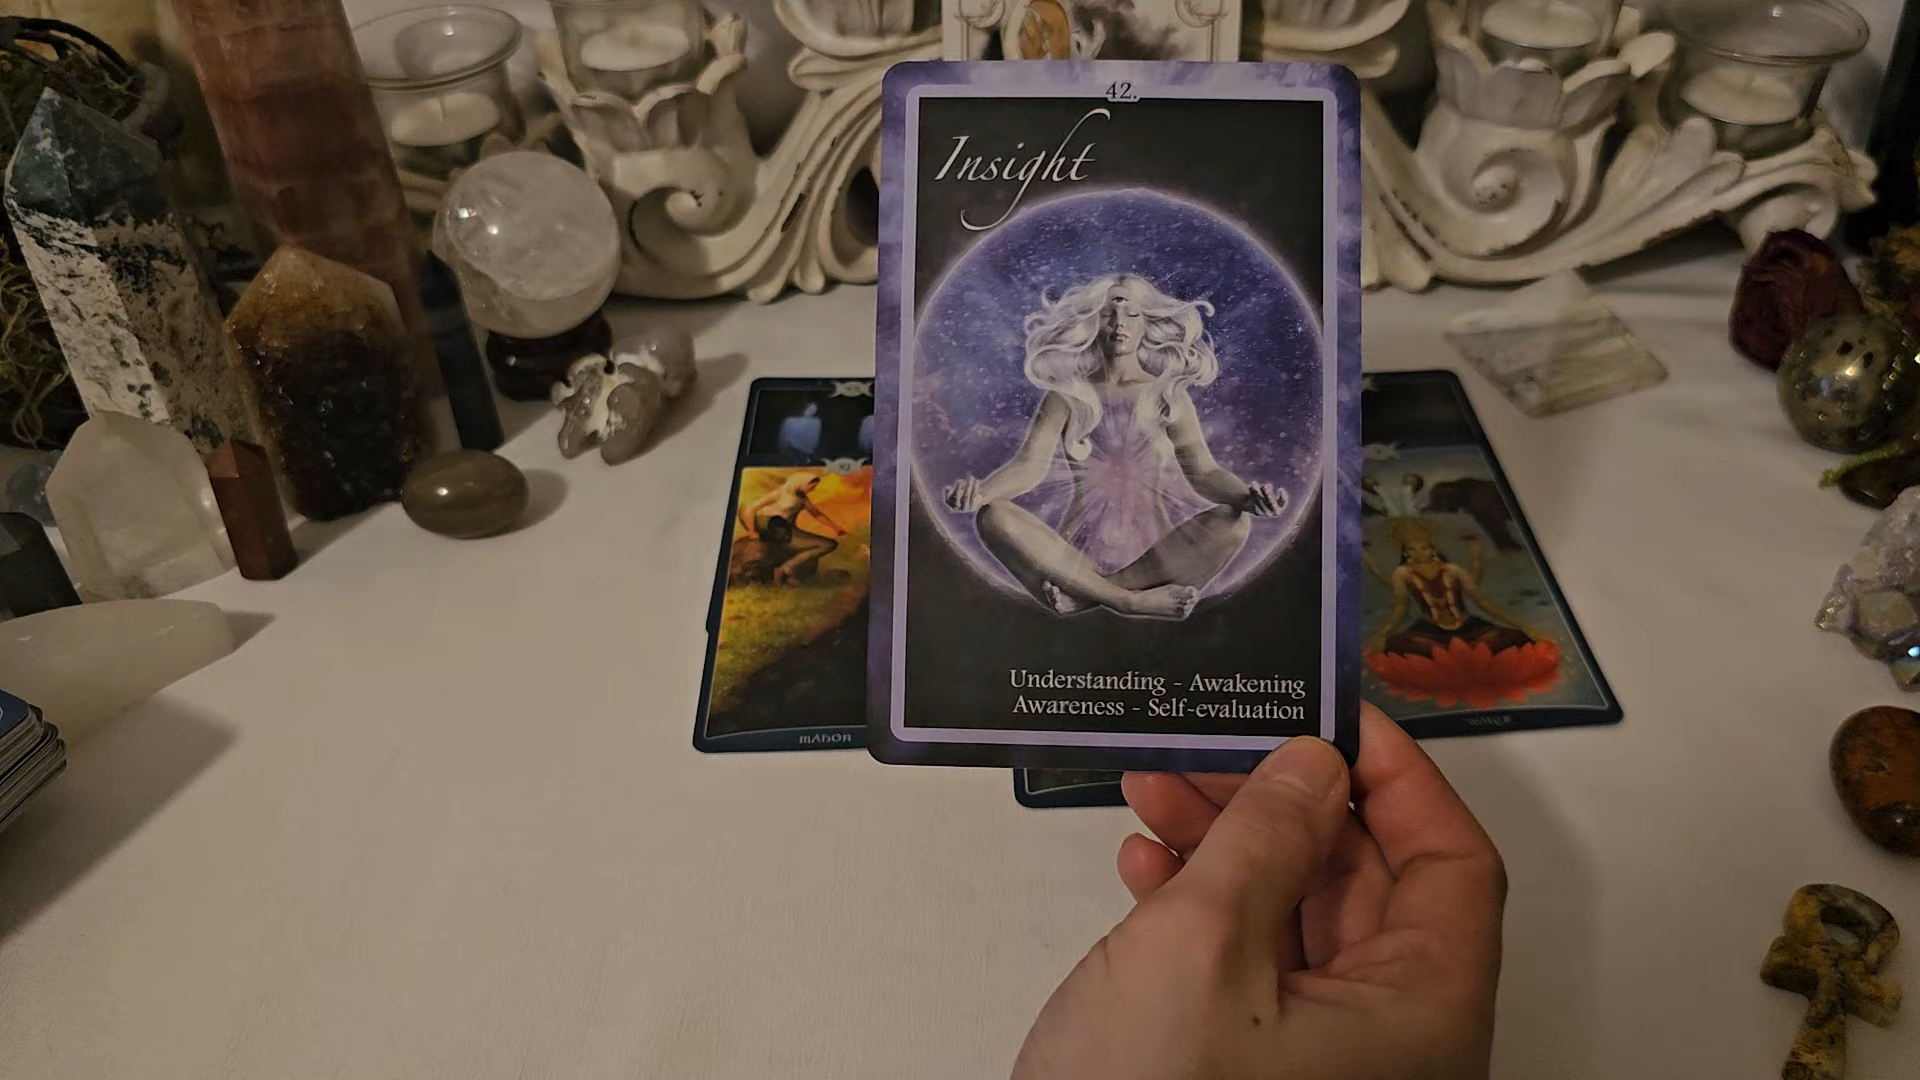 42.
Insight
Understanding - Awakening
Awareness - Self-evaluation